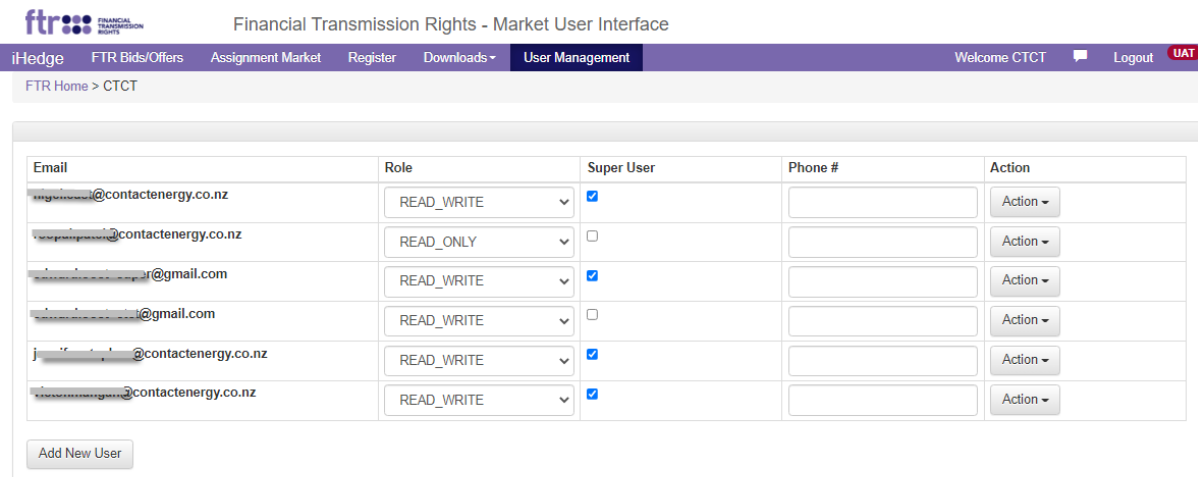 ftr FINANCIAL TRANSMISSION RIGHTS
Financial Transmission Rights - Market User Interface
iHedge FTR Bids/Offers Assignment Market Register Downloads User Management Welcome CTCT Logout UAT
FTR Home > CTCT
Email Role Super User Phone # Action
@contactenergy.co.nz READ_WRITE Action
@contactenergy.co.nz READ_ONLY Action
@gmail.com READ_WRITE Action
@gmail.com READ_WRITE Action
@contactenergy.co.nz READ_WRITE Action
@contactenergy.co.nz READ_WRITE Action
Add New User